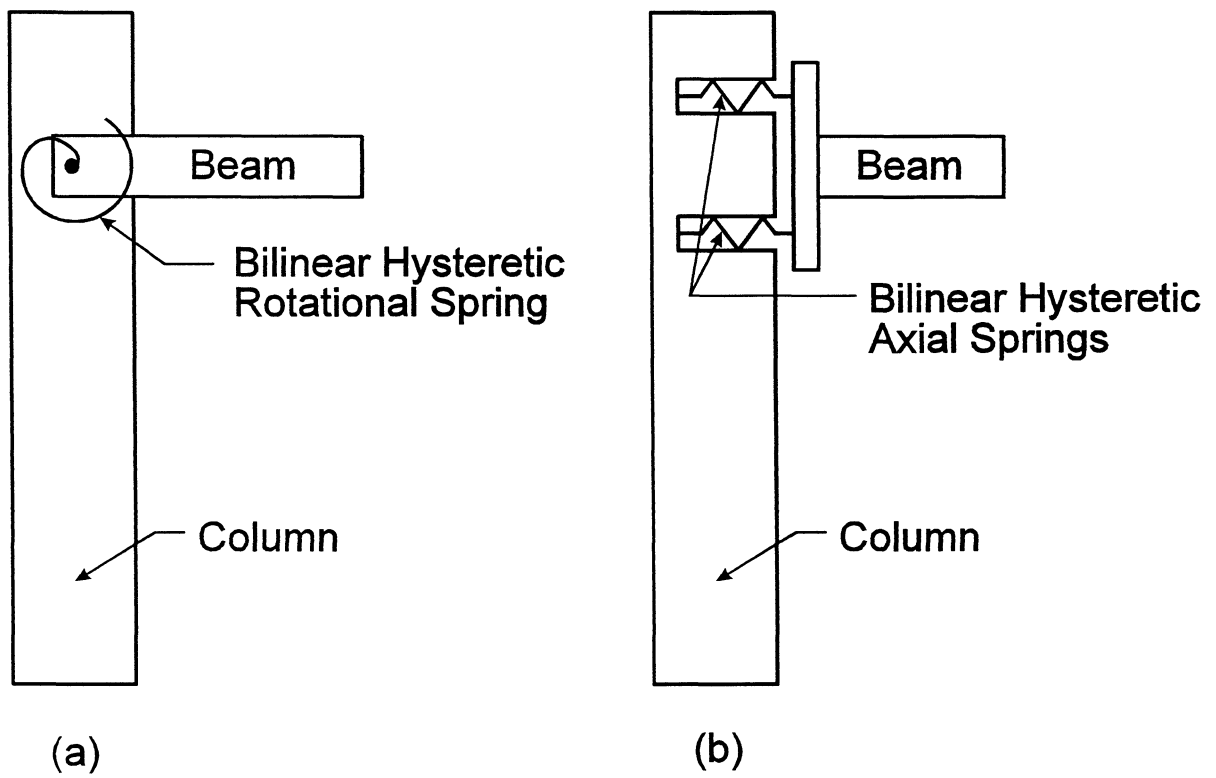 Beam
Bilinear Hysteretic
Rotational Spring
Column
(a)
Beam
Bilinear Hysteretic
Axial Springs
Column
(b)